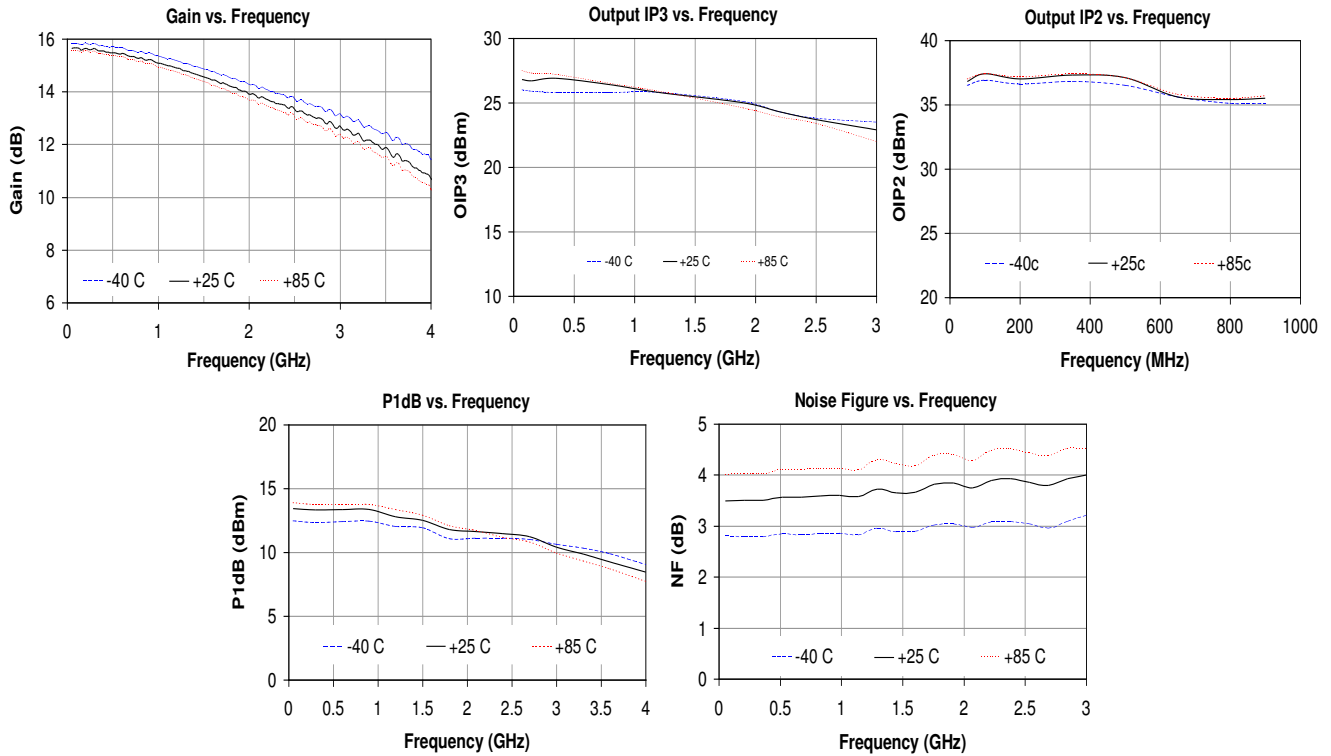 Gain vs. Frequency
Gain (dB)
16
14
12
10
8
6
-40 C +25 C +85 C
0 1 2 3 4
Frequency (GHz)
Output IP3 vs. Frequency
OIP3 (dBm)
30
25
20
15
10
-40 C +25 C +85 C
0 0.5 1 1.5 2 2.5 3
Frequency (GHz)
Output IP2 vs. Frequency
OIP2 (dBm)
40
35
30
25
20
-40c +25c +85c
0 200 400 600 800 1000
Frequency (MHz)
P1dB vs. Frequency
P1dB (dBm)
20
15
10
5
0
-40 C +25 C +85 C
0 0.5 1 1.5 2 2.5 3 3.5 4
Frequency (GHz)
Noise Figure vs. Frequency
NF (dB)
5
4
3
2
1
0
-40 C +25 C +85 C
0 0.5 1 1.5 2 2.5 3
Frequency (GHz)